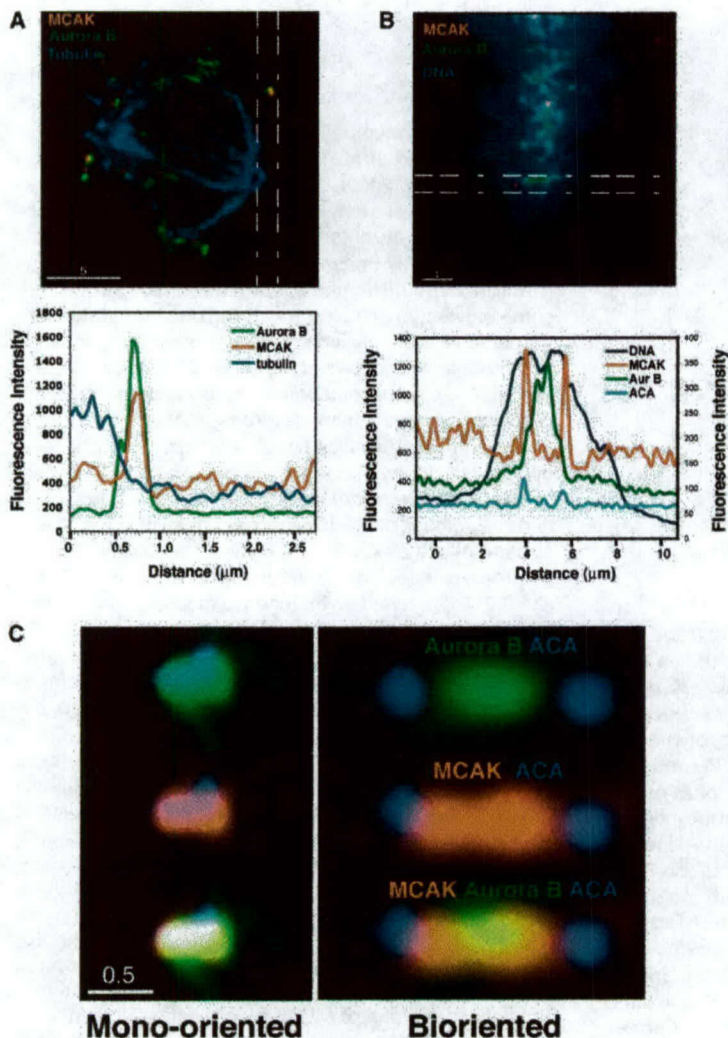 A
MCAK
Aurora B
Tubulin
5
B
MCAK
Aurora B
DNA
1
Fluorescence Intensity
1800
1600
1400
1200
1000
800
600
400
200
0
Aurora B
MCAK
tubulin
0 0.5 1.0 1.5 2.0 2.5
Distance (μm)
Fluorescence Intensity
1400
1200
1000
800
600
400
200
0
DNA
MCAK
Aur B
ACA
400
350
300
250
200
150
100
50
0
Fluorescence Intensity
0 2 4 6 8 10
Distance (μm)
C
Aurora B ACA
MCAK ACA
MCAK Aurora B ACA
0.5
Mono-oriented
Bioriented